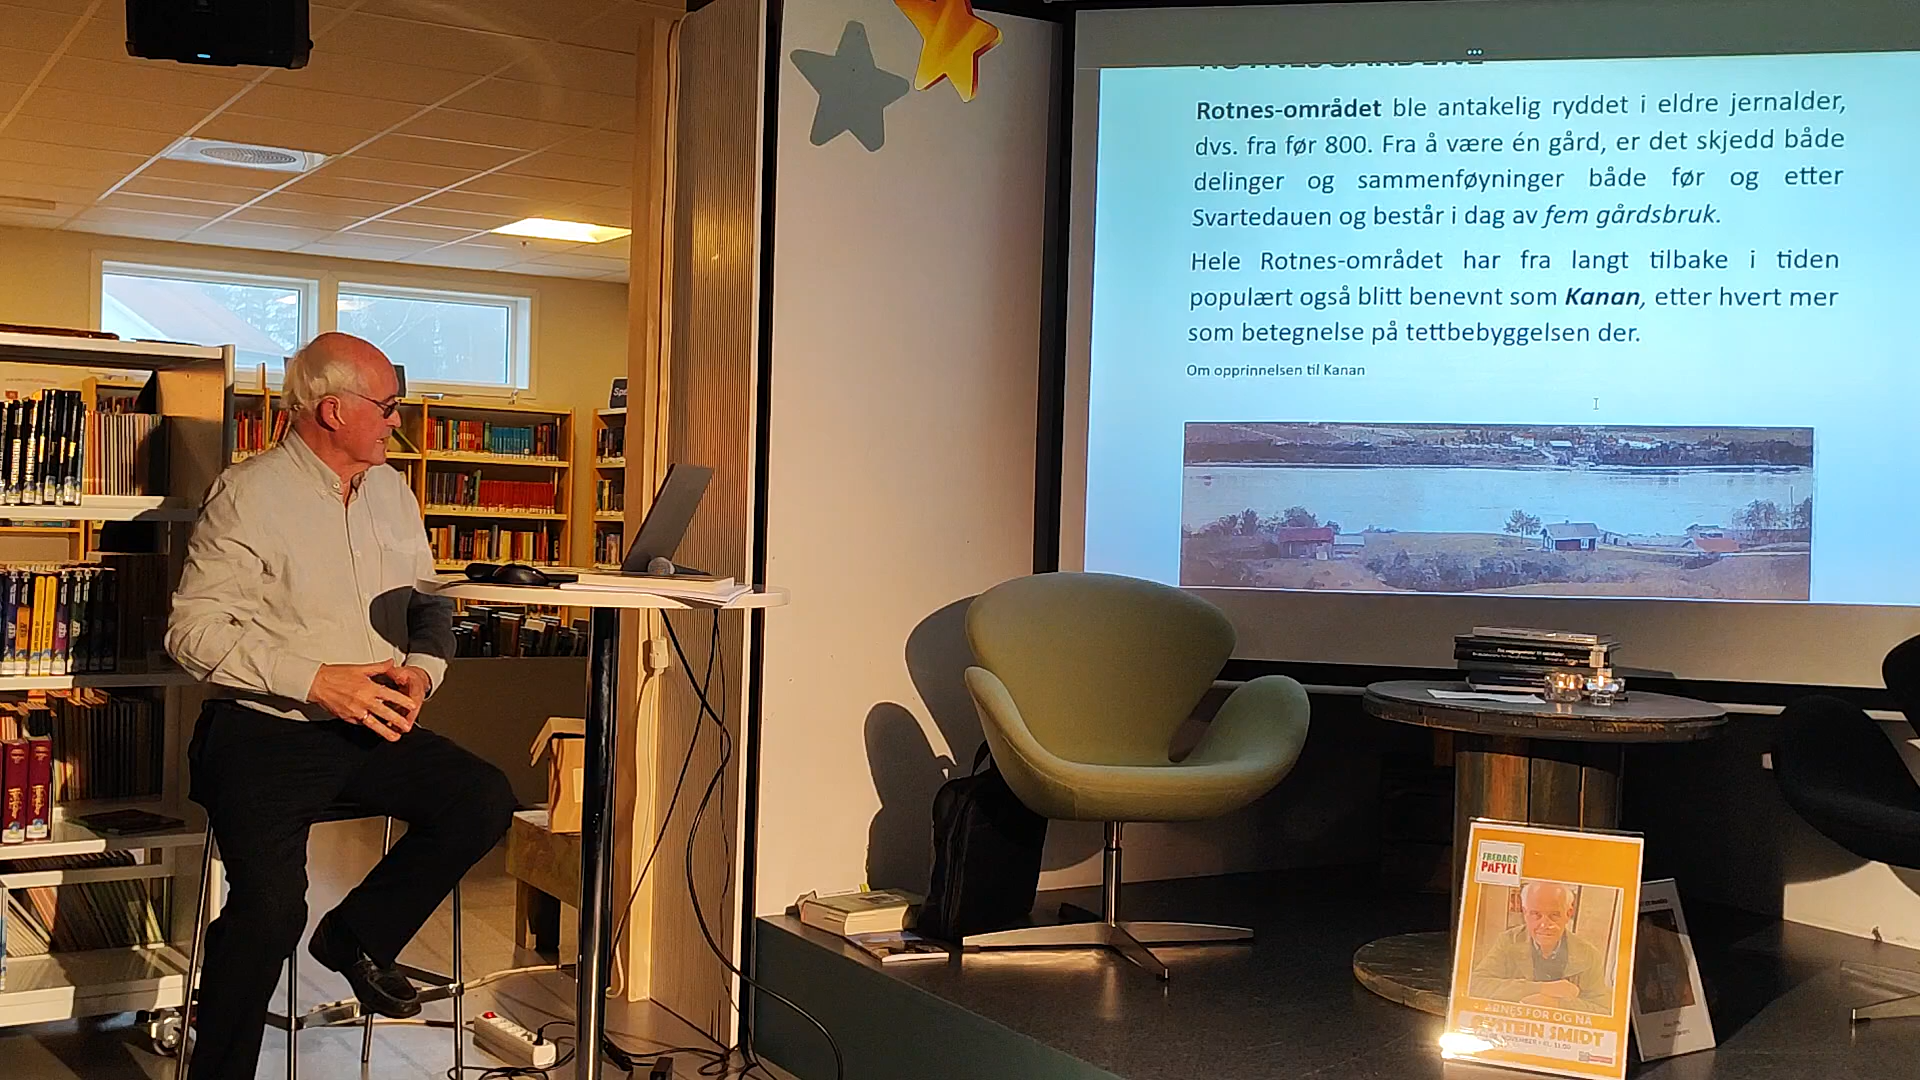 Rotnes-området ble antakelig ryddet i eldre jernalder,
dvs. fra før 800. Fra å være én gård, er det skjedd både
delinger og sammenføyninger både før og etter
Svartedauen og består i dag av fem gårdsbruk.
Hele Rotnes-området har fra langt tilbake i tiden
populært også blitt benevnt som Kanan, etter hvert mer
som betegnelse på tettbebyggelsen der.
Om opprinnelsen til Kanan
FREDAGS
PÅFYLL
FØR OG NÅ
SMIDT